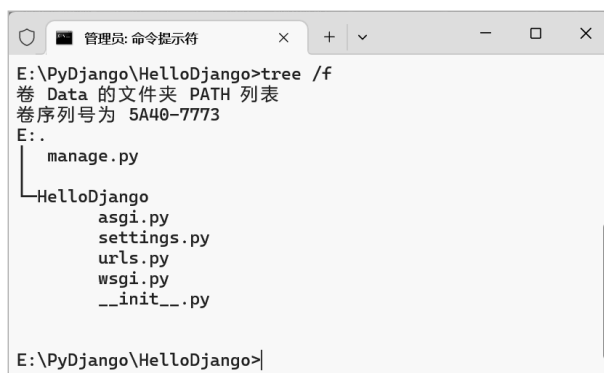 管理员: 命令提示符
E:\PyDjango\HelloDjango>tree /f
卷 Data 的文件夹 PATH 列表
卷序列号为 5A40-7773
E:.
│  manage.py
│
└─HelloDjango
        asgi.py
        settings.py
        urls.py
        wsgi.py
        __init__.py
E:\PyDjango\HelloDjango>